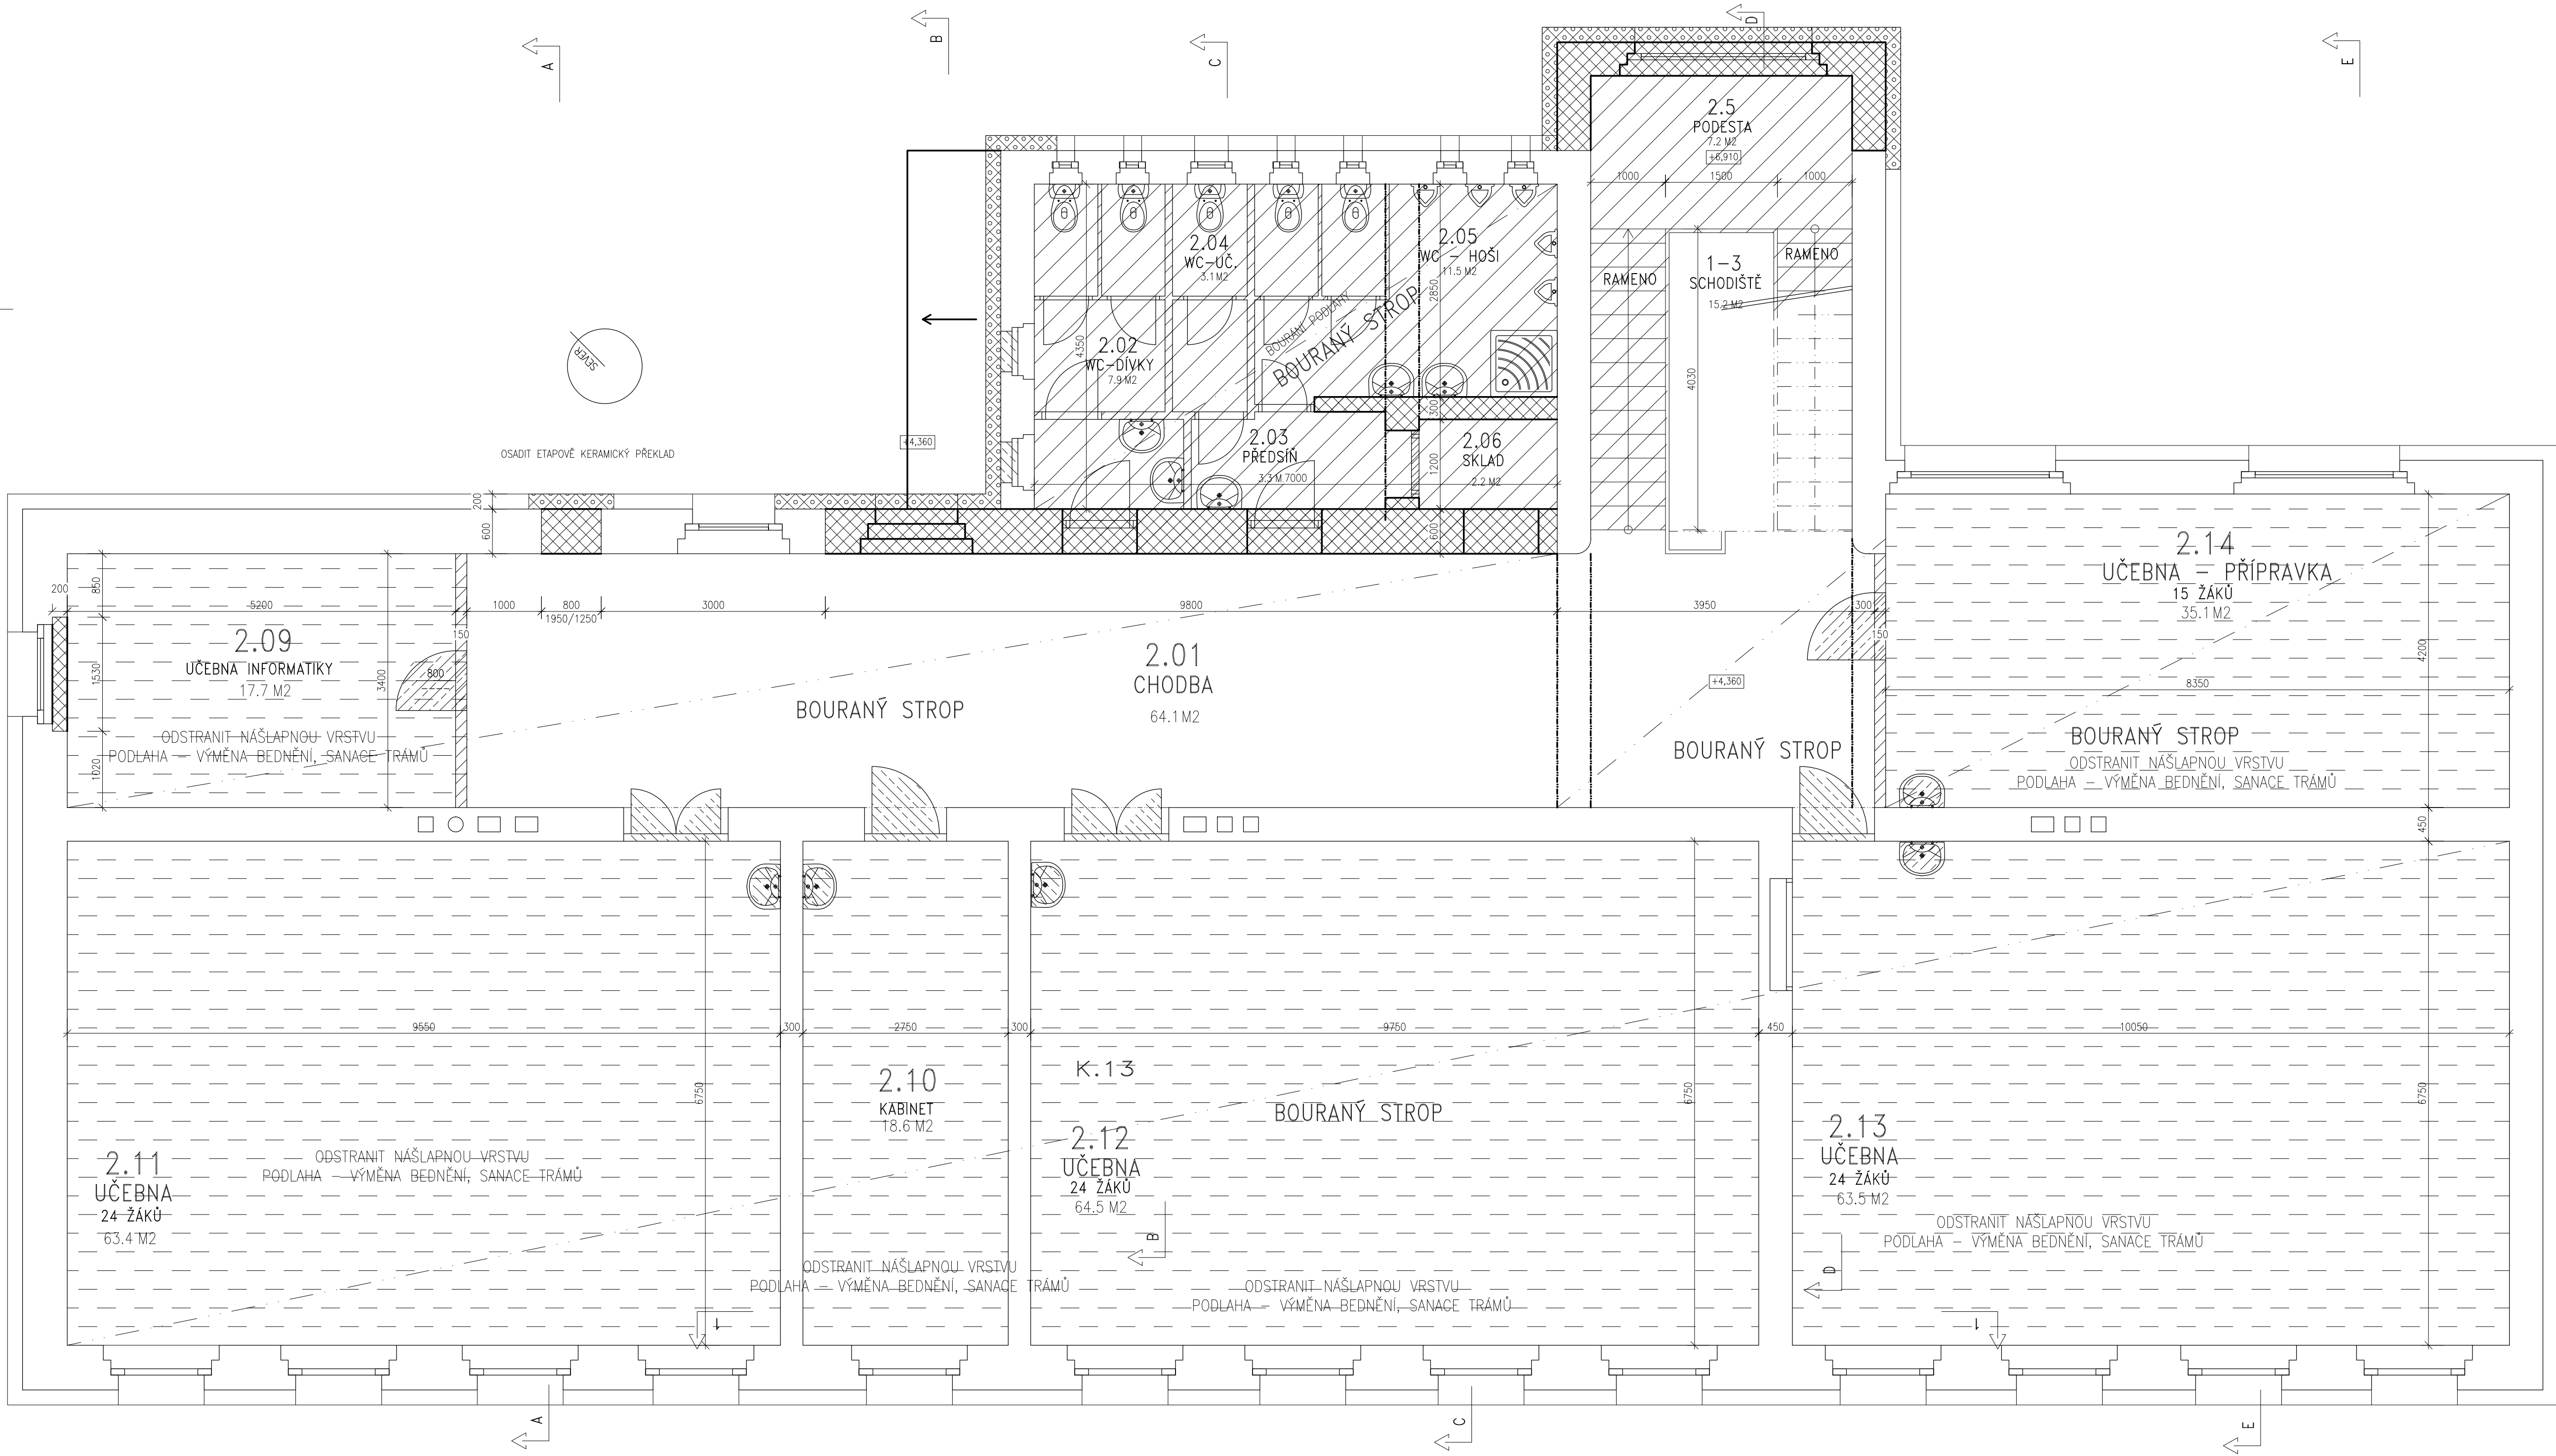 A
B
C
D
E
2.5
PODESTA
7.2 M2
+6,910
1000
1500
1000
2.04
WC-UČ.
3.1 M2
2.05
WC - HOŠI
11.5 M2
2850
RAMENO
1-3
SCHODIŠTĚ
15.2 M2
RAMENO
BOURÁNÍ PODLAHY
BOURANÝ STROP
4350
2.02
WC-DÍVKY
7.9 M2
4030
SEVER
300
+4,360
2.03
PŘEDSÍŇ
3.3 M.7000
2.06
SKLAD
2.2 M2
1200
OSADIT ETAPOVĚ KERAMICKÝ PŘEKLAD
200
600
600
2.14
UČEBNA - PŘÍPRAVKA
15 ŽÁKŮ
35.1 M2
200
850
5200
1000
800
1950/1250
3000
9800
3950
300
150
150
2.09
UČEBNA INFORMATIKY
17.7 M2
1530
3400
800
2.01
CHODBA
64.1 M2
+4,360
4200
8350
BOURANÝ STROP
BOURANÝ STROP
BOURANÝ STROP
ODSTRANIT NÁŠLAPNOU VRSTVU
PODLAHA - VÝMĚNA BEDNĚNÍ, SANACE TRÁMŮ
1020
ODSTRANIT NÁŠLAPNOU VRSTVU
PODLAHA - VÝMĚNA BEDNĚNÍ, SANACE TRÁMŮ
450
9550
300
2750
300
9750
450
10050
6750
6750
6750
K.13
2.10
KABINET
18.6 M2
BOURANÝ STROP
2.12
UČEBNA
24 ŽÁKŮ
64.5 M2
2.13
UČEBNA
24 ŽÁKŮ
63.5 M2
2.11
UČEBNA
24 ŽÁKŮ
63.4 M2
ODSTRANIT NÁŠLAPNOU VRSTVU
PODLAHA - VÝMĚNA BEDNĚNÍ, SANACE TRÁMŮ
B
ODSTRANIT NÁŠLAPNOU VRSTVU
PODLAHA - VÝMĚNA BEDNĚNÍ, SANACE TRÁMŮ
D
ODSTRANIT NÁŠLAPNOU VRSTVU
PODLAHA - VÝMĚNA BEDNĚNÍ, SANACE TRÁMŮ
ODSTRANIT NÁŠLAPNOU VRSTVU
PODLAHA - VÝMĚNA BEDNĚNÍ, SANACE TRÁMŮ
1
1
A
C
E